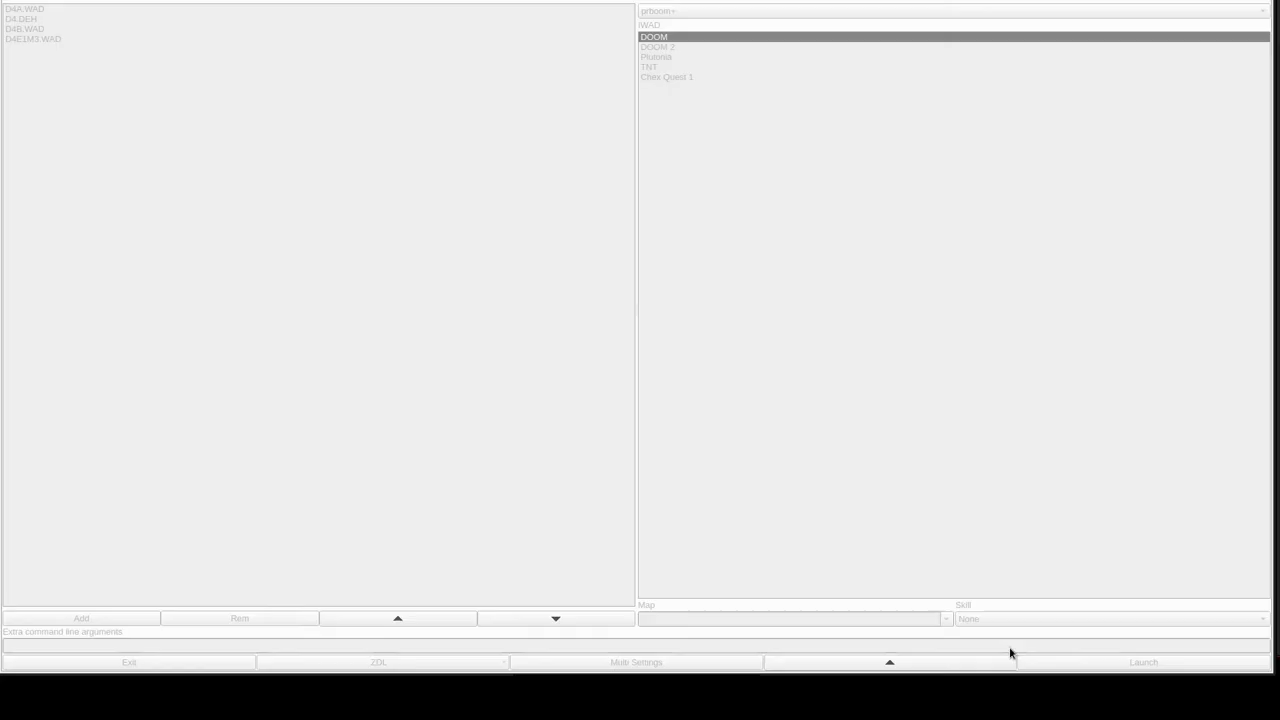 D4A.WAD
D4.DEH
D4B.WAD
D4E1M3.WAD
prboom+
IWAD
DOOM
DOOM 2
Plutonia
TNT
Chex Quest 1
Map
Skill
Add
Rem
None
Extra command line arguments
Exit
ZDL
Multi Settings
Launch